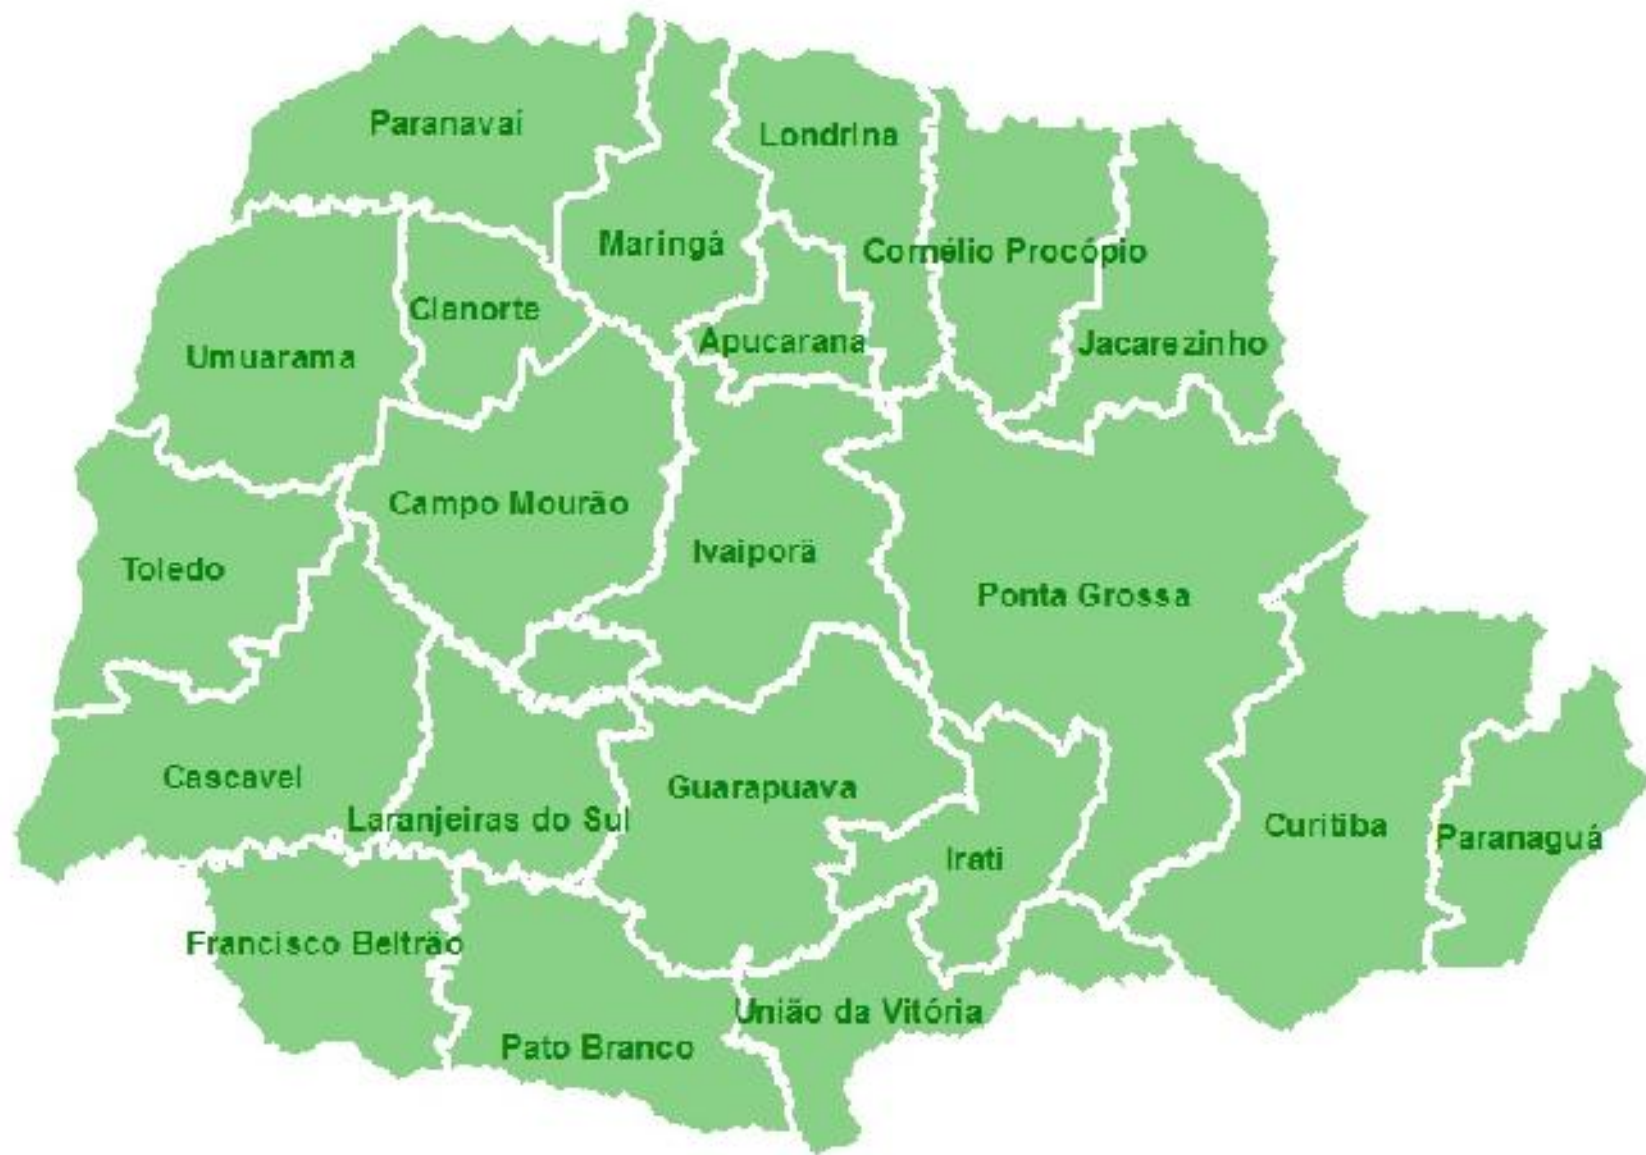 Paranavaí
Londrina
Maringá
Cornélio Procópio
Cianorte
Apucarana
Jacarezinho
Umuarama
Campo Mourão
Ivaiporã
Toledo
Ponta Grossa
Cascavel
Guarapuava
Laranjeiras do Sul
Curitiba
Paranaguá
Irati
Francisco Beltrão
União da Vitória
Pato Branco